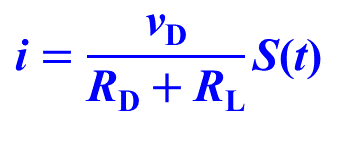 i = v_D / (R_D + R_L) S(t)